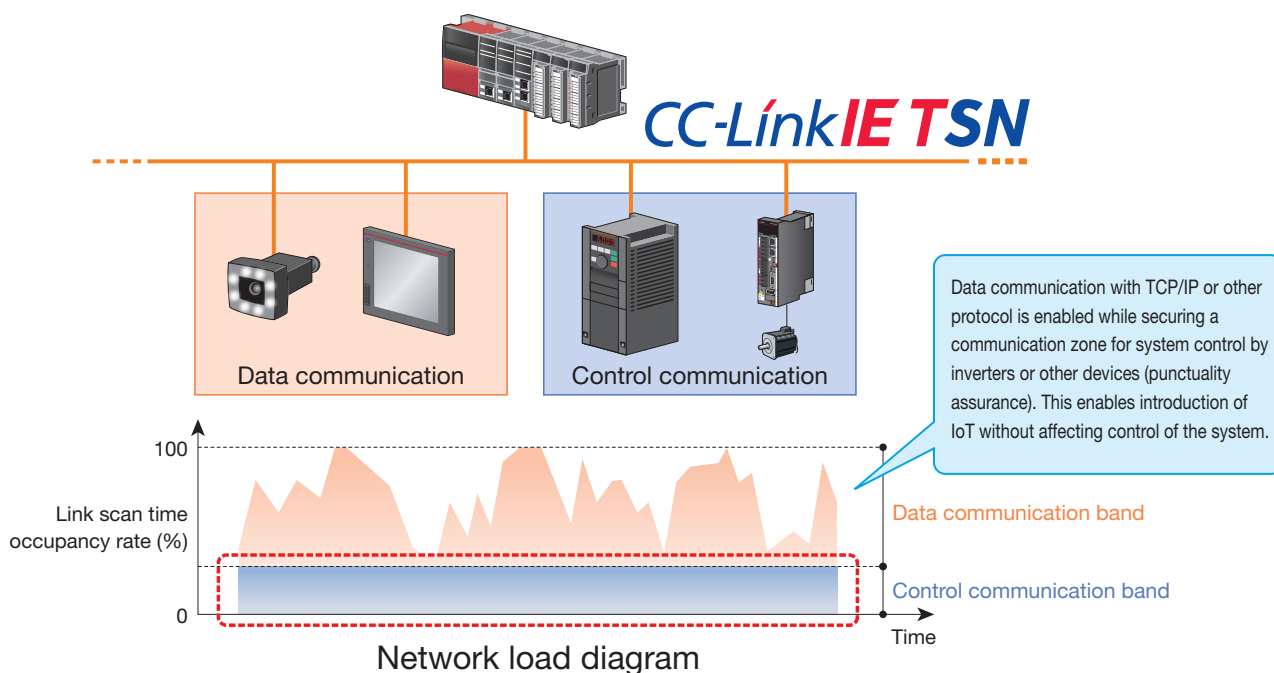 CC-Link IE TSN
Data communication
Control communication
Data communication with TCP/IP or other
protocol is enabled while securing a
communication zone for system control by
inverters or other devices (punctuality
assurance). This enables introduction of
IoT without affecting control of the system.
100
Link scan time
occupancy rate (%)
0
Data communication band
Control communication band
Time
Network load diagram